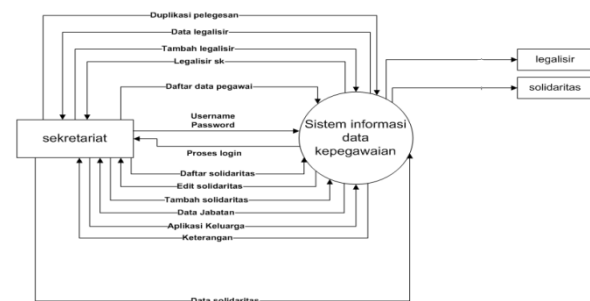 Duplikasi pelegesan
Data legalisir
Tambah legalisir
Legalisir sk
Daftar data pegawai
Username
Password
Proses login
Daftar solidaritas
Edit solidaritas
Tambah solidaritas
Data Jabatan
Aplikasi Keluarga
Keterangan
Data solidaritas
sekretariat
Sistem informasi
data
kepegawaian
legalisir
solidaritas